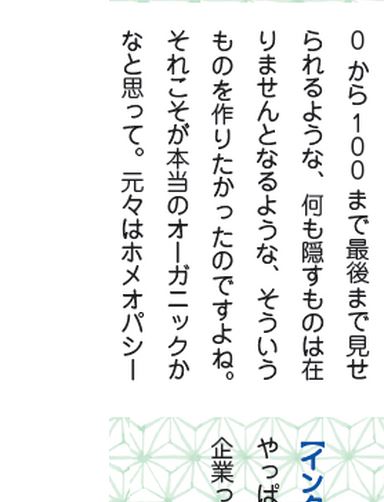 0から100まで最後まで見せ
られるような、何も隠すものは在
りませんとなるような、そういう
ものを作りたかったのですよね。
それこそが本当のオーガニックか
なと思って。元々はホメオパシー
【イン
やっぱ
企業っ